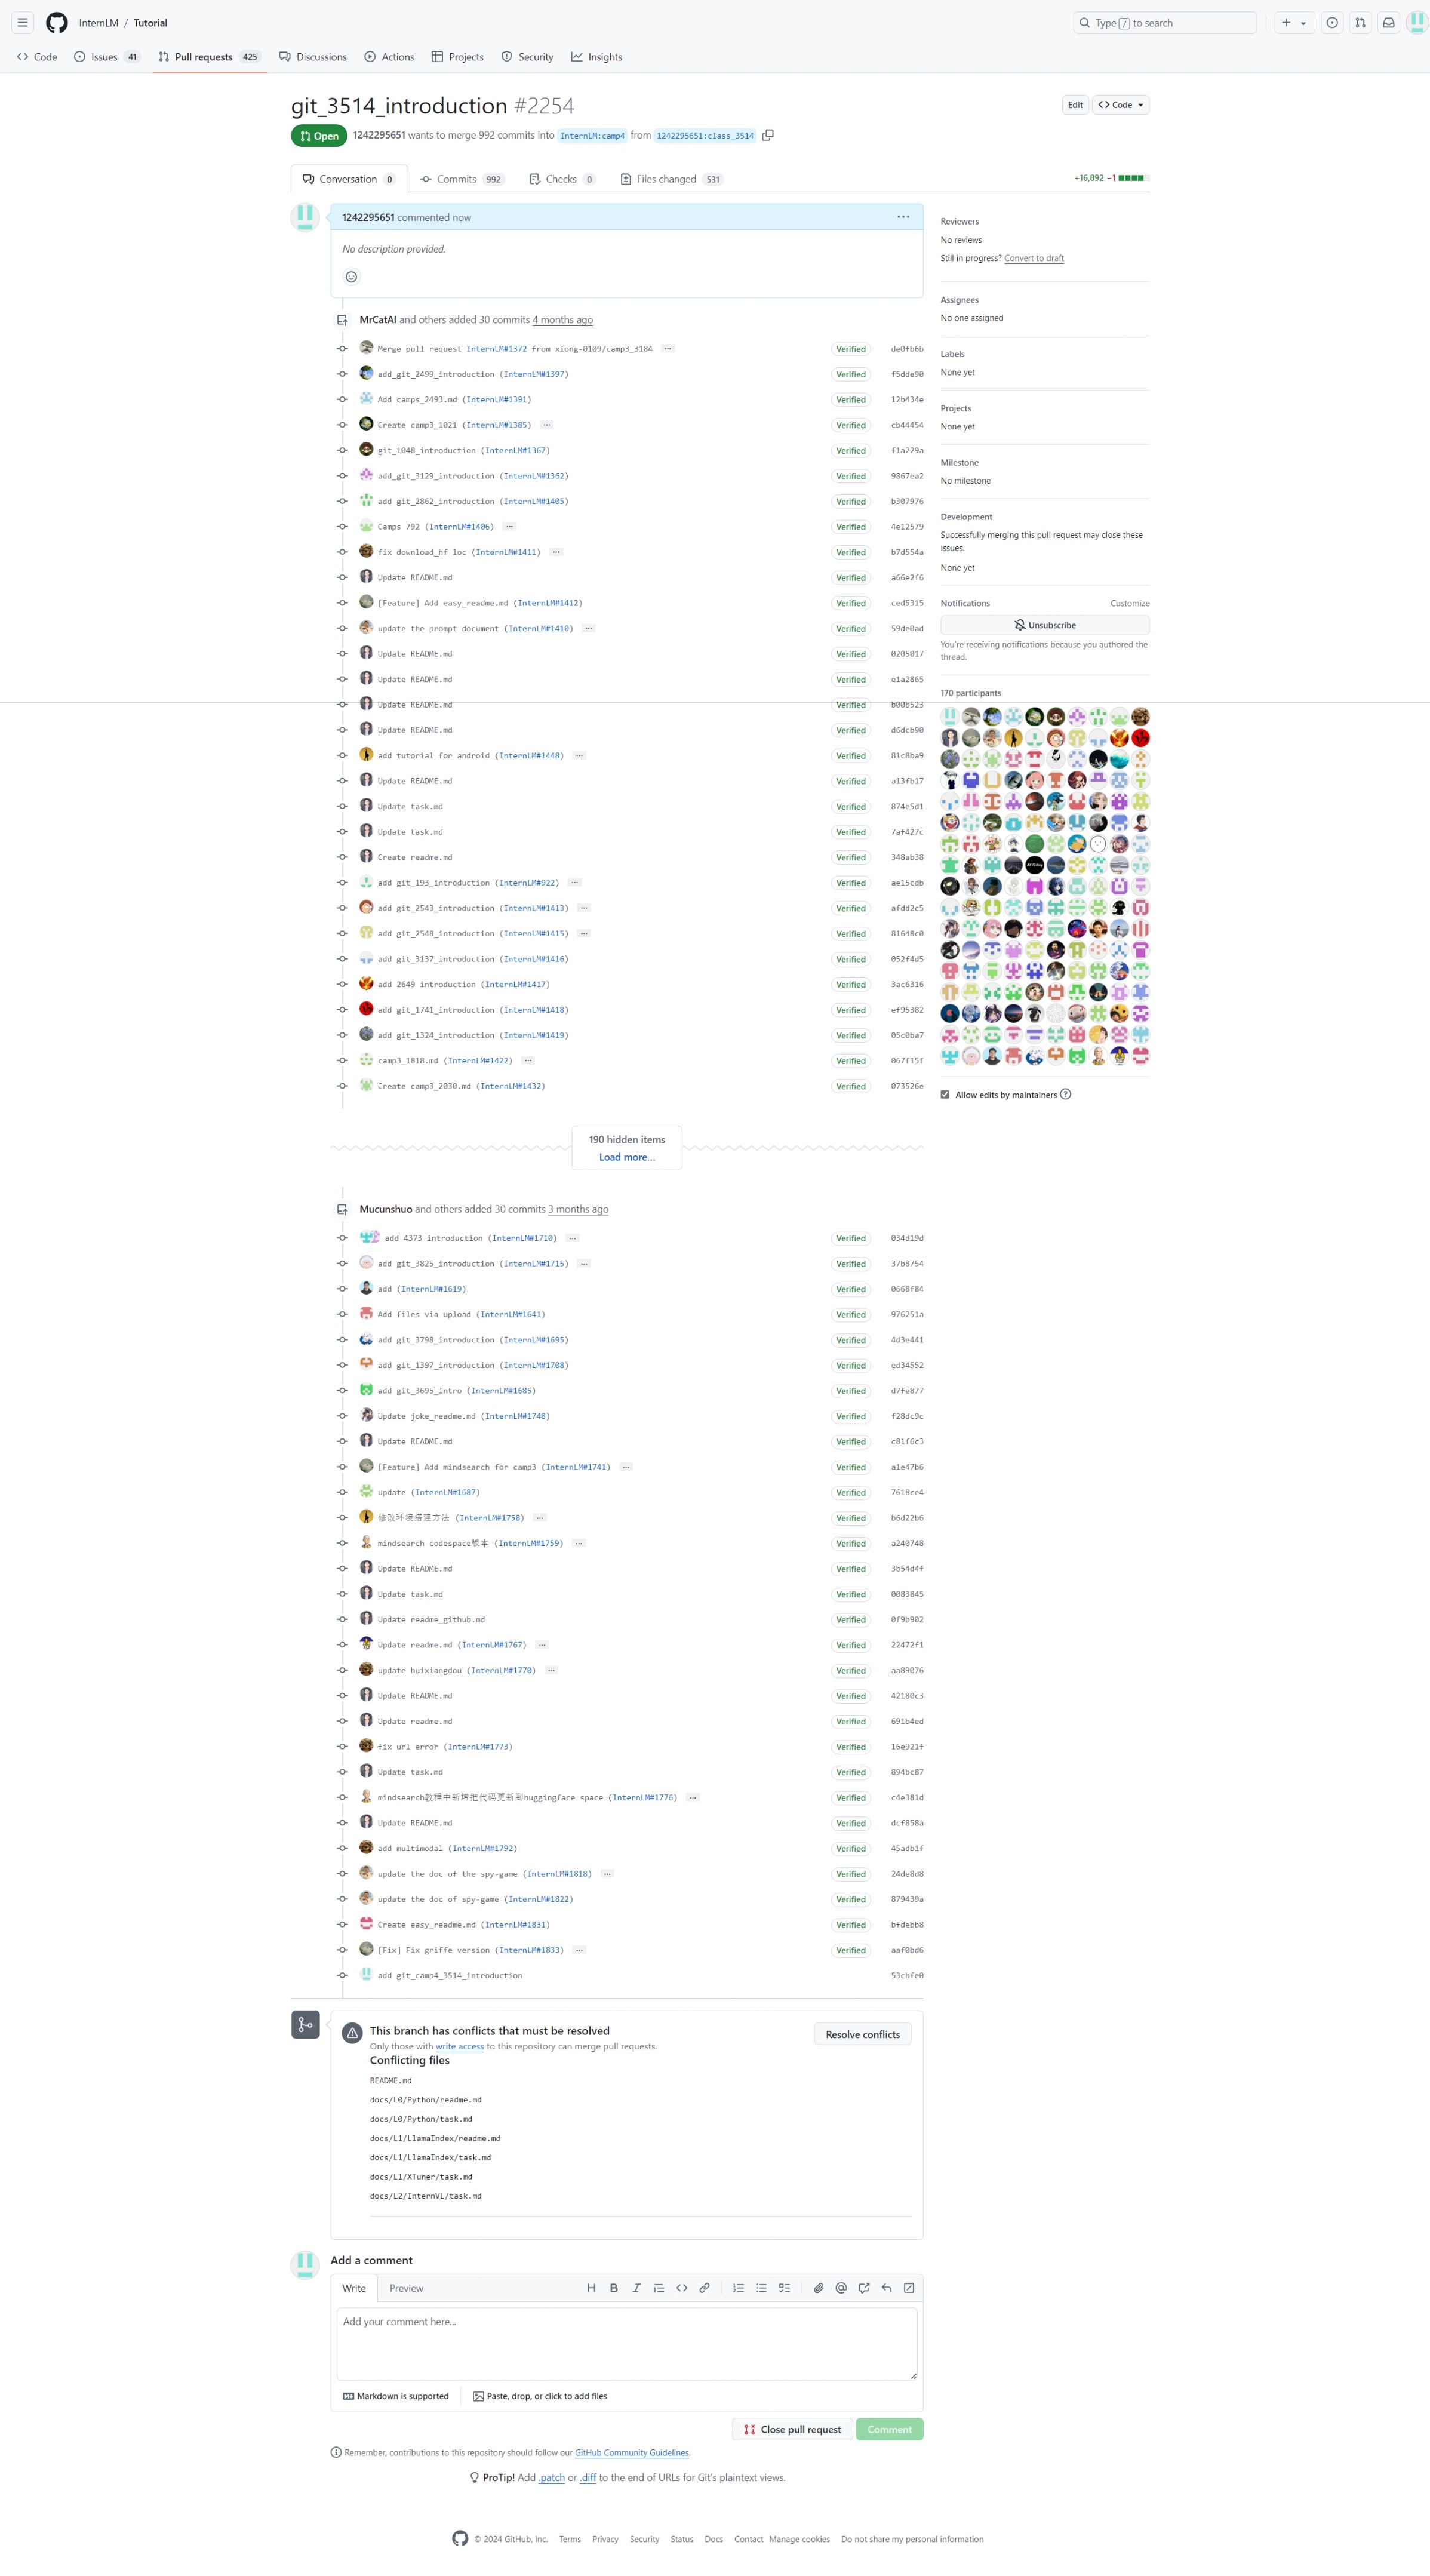 InternLM / Tutorial
Type / to search
Code Issues 41 Pull requests 425 Discussions Actions Projects Security Insights
git_3514_introduction #2254
Edit Code
Open 1242295651 wants to merge 992 commits into InternLM:camp4 from 1242295651:class_3514
Conversation 0 Commits 992 Checks 0 Files changed 531
+16,892 −1
1242295651 commented now
No description provided.
MrCatAI and others added 30 commits 4 months ago
Merge pull request InternLM#1372 from xiong-0109/camp3_3184 Verified de0fb6b
add_git_2499_introduction (InternLM#1397) Verified f5dde90
Add camps_2493.md (InternLM#1391) Verified 12b434e
Create camp3_1021 (InternLM#1385) Verified cb44454
git_1048_introduction (InternLM#1367) Verified f1a229a
add_git_3129_introduction (InternLM#1362) Verified 9867ea2
add git_2862_introduction (InternLM#1405) Verified b307976
Camps 792 (InternLM#1406) Verified 4e12579
fix download_hf loc (InternLM#1411) Verified b7d554a
Update README.md Verified a66e2f6
[Feature] Add easy_readme.md (InternLM#1412) Verified ced5315
update the prompt document (InternLM#1410) Verified 59de0ad
Update README.md Verified 0205017
Update README.md Verified e1a2865
Update README.md Verified b00b523
Update README.md Verified d6dcb90
add tutorial for android (InternLM#1448) Verified 81c8ba9
Update README.md Verified a13fb17
Update task.md Verified 874e5d1
Update task.md Verified 7af427c
Create readme.md Verified 348ab38
add git_193_introduction (InternLM#922) Verified ae15cdb
add git_2543_introduction (InternLM#1413) Verified afdd2c5
add git_2548_introduction (InternLM#1415) Verified 81648c0
add git_3137_introduction (InternLM#1416) Verified 052f4d5
add 2649 introduction (InternLM#1417) Verified 3ac6316
add git_1741_introduction (InternLM#1418) Verified ef95382
add git_1324_introduction (InternLM#1419) Verified 05c0ba7
camp3_1818.md (InternLM#1422) Verified 067f15f
Create camp3_2030.md (InternLM#1432) Verified 073526e
190 hidden items
Load more…
Mucunshuo and others added 30 commits 3 months ago
add 4373 introduction (InternLM#1710) Verified 034d19d
add git_3825_introduction (InternLM#1715) Verified 37b8754
add (InternLM#1619) Verified 0668f84
Add files via upload (InternLM#1641) Verified 976251a
add git_3798_introduction (InternLM#1695) Verified 4d3e441
add git_1397_introduction (InternLM#1708) Verified ed34552
add git_3695_intro (InternLM#1685) Verified d7fe877
Update joke_readme.md (InternLM#1748) Verified f28dc9c
Update README.md Verified c81f6c3
[Feature] Add mindsearch for camp3 (InternLM#1741) Verified a1e47b6
update (InternLM#1687) Verified 7618ce4
修改环境搭建方法 (InternLM#1758) Verified b6d22b6
mindsearch codespace版本 (InternLM#1759) Verified a240748
Update README.md Verified 3b54d4f
Update task.md Verified 0083845
Update readme_github.md Verified 0f9b902
Update readme.md (InternLM#1767) Verified 22472f1
update huixiangdou (InternLM#1770) Verified aa89076
Update README.md Verified 42180c3
Update readme.md Verified 691b4ed
fix url error (InternLM#1773) Verified 16e921f
Update task.md Verified 894bc87
mindsearch教程中新增把代码更新到huggingface space (InternLM#1776) Verified c4e381d
Update README.md Verified dcf858a
add multimodal (InternLM#1792) Verified 45adb1f
update the doc of the spy-game (InternLM#1818) Verified 24de8d8
update the doc of spy-game (InternLM#1822) Verified 879439a
Create easy_readme.md (InternLM#1831) Verified bfdebb8
[Fix] Fix griffe version (InternLM#1833) Verified aaf0bd6
add git_camp4_3514_introduction 53cbfe0
This branch has conflicts that must be resolved
Only those with write access to this repository can merge pull requests.
Resolve conflicts
Conflicting files
README.md
docs/L0/Python/readme.md
docs/L0/Python/task.md
docs/L1/LlamaIndex/readme.md
docs/L1/LlamaIndex/task.md
docs/L1/XTuner/task.md
docs/L2/InternVL/task.md
Add a comment
Write Preview
Add your comment here...
Markdown is supported Paste, drop, or click to add files
Close pull request Comment
Remember, contributions to this repository should follow our GitHub Community Guidelines.
ProTip! Add .patch or .diff to the end of URLs for Git's plaintext views.
Reviewers
No reviews
Still in progress? Convert to draft
Assignees
No one assigned
Labels
None yet
Projects
None yet
Milestone
No milestone
Development
Successfully merging this pull request may close these
issues.
None yet
Notifications Customize
Unsubscribe
You're receiving notifications because you authored the
thread.
170 participants
Allow edits by maintainers
© 2024 GitHub, Inc. Terms Privacy Security Status Docs Contact Manage cookies Do not share my personal information